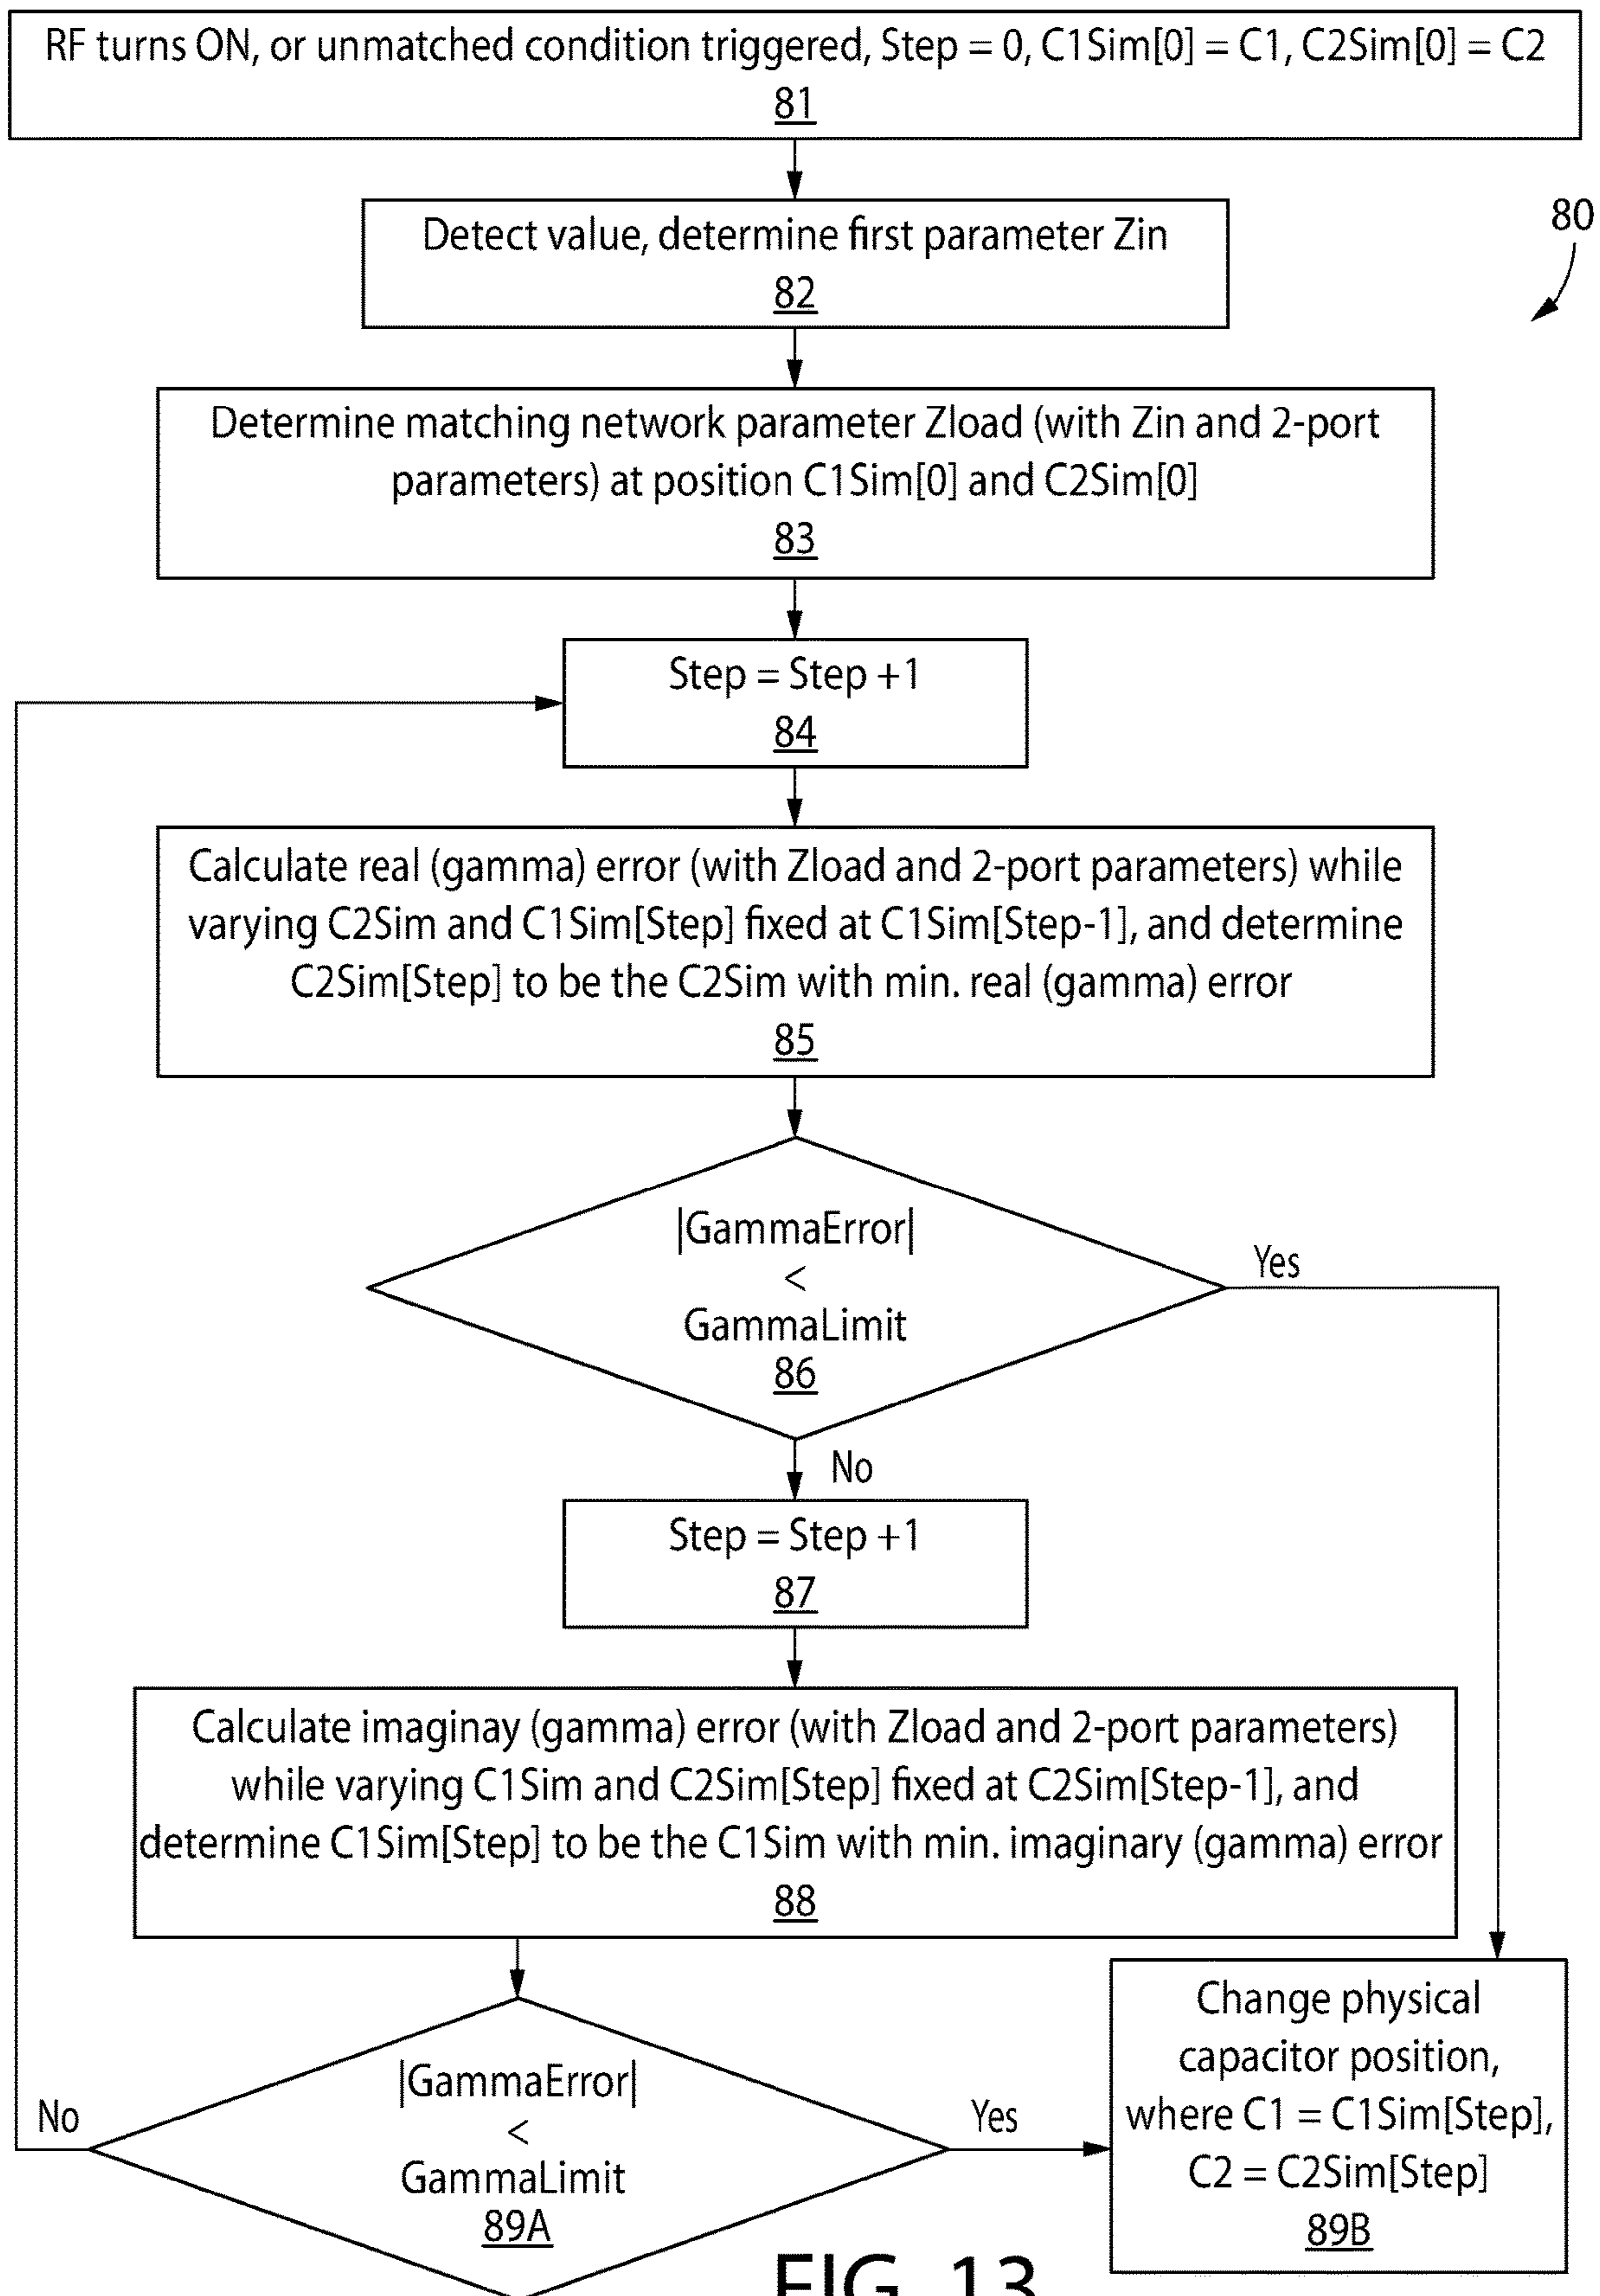 RF turns ON, or unmatched condition triggered, Step = 0, C1Sim[0] = C1, C2Sim[0] = C2
81
80
Detect value, determine first parameter Zin
82
Determine matching network parameter Zload (with Zin and 2-port
parameters) at position C1Sim[0] and C2Sim[0]
83
Step = Step +1
84
Calculate real (gamma) error (with Zload and 2-port parameters) while
varying C2Sim and C1Sim[Step] fixed at C1Sim[Step-1], and determine
C2Sim[Step] to be the C2Sim with min. real (gamma) error
85
|GammaError|
<
GammaLimit
86
Yes
No
Step = Step +1
87
Calculate imaginay (gamma) error (with Zload and 2-port parameters)
while varying C1Sim and C2Sim[Step] fixed at C2Sim[Step-1], and
determine C1Sim[Step] to be the C1Sim with min. imaginary (gamma) error
88
|GammaError|
<
GammaLimit
89A
No
Yes
Change physical
capacitor position,
where C1 = C1Sim[Step],
C2 = C2Sim[Step]
89B
FIG. 13